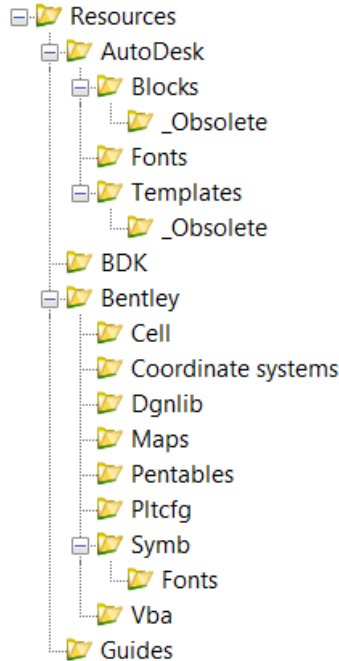 Resources
AutoDesk
Blocks
_Obsolete
Fonts
Templates
_Obsolete
BDK
Bentley
Cell
Coordinate systems
Dgnlib
Maps
Pentables
Pltcfg
Symb
Fonts
Vba
Guides